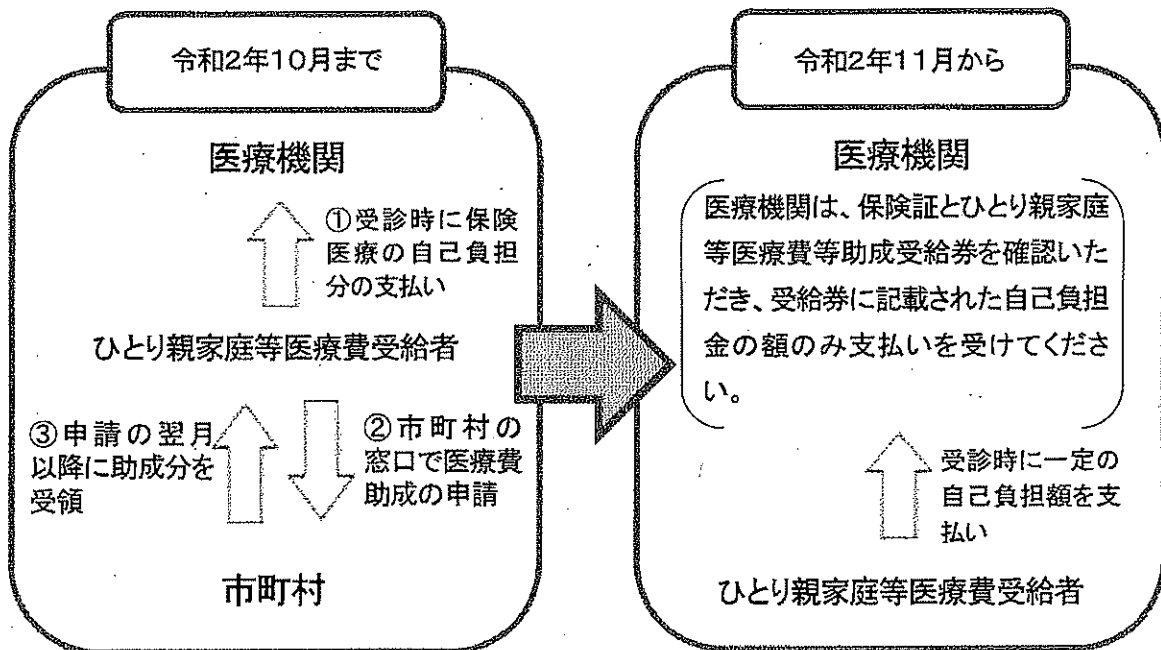 令和2年10月まで
医療機関
①受診時に保険
医療の自己負担
分の支払い
ひとり親家庭等医療費受給者
③申請の翌月
以降に助成分を
受領
②市町村の
窓口で医療費
助成の申請
市町村
令和2年11月から
医療機関
医療機関は、保険証とひとり親家庭
等医療費等助成受給券を確認いた
だき、受給券に記載された自己負担
金の額のみ支払いを受けてくださ
い。
受診時に一定の
自己負担額を支
払い
ひとり親家庭等医療費受給者